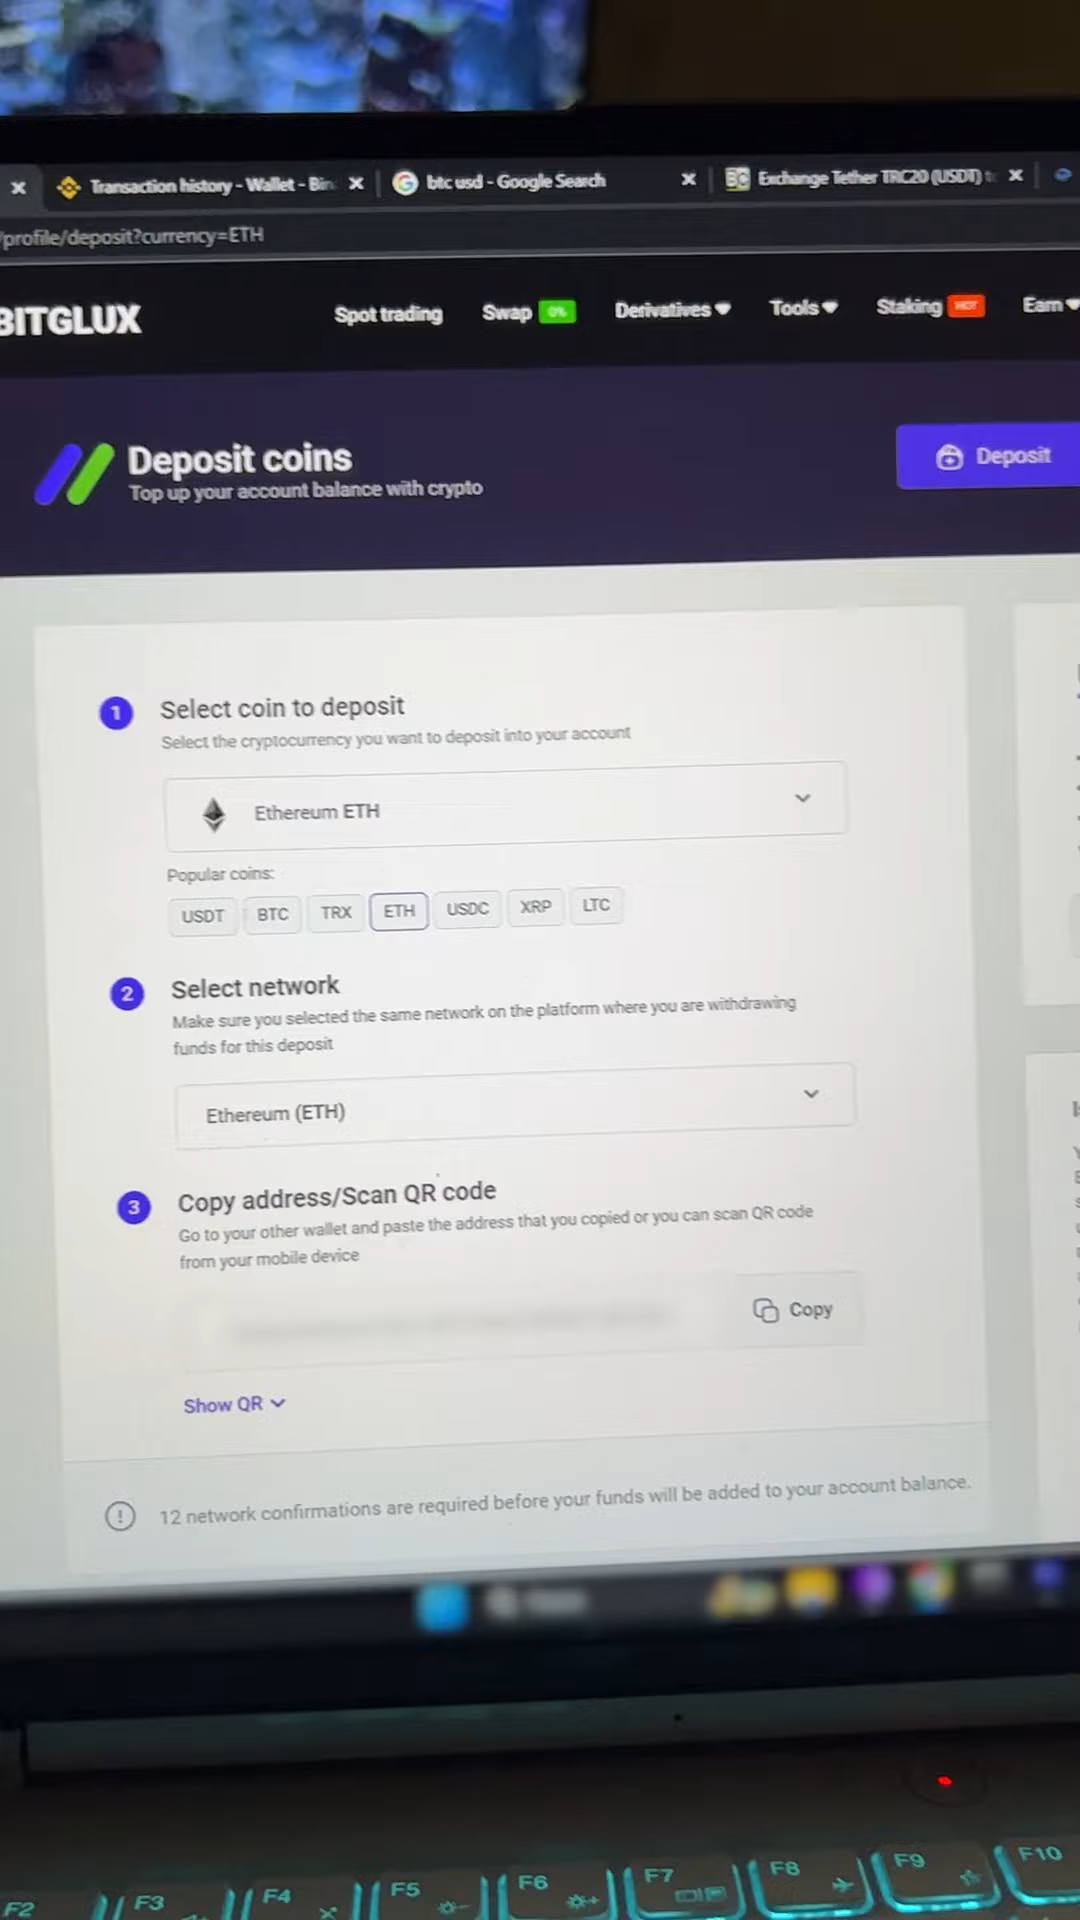 Transcription history - Wallet - Bin
btc usd - Google Search
BC
Exchange Tether TRC20 (USDT) t
/profile/deposit?currency=ETH
BITGLUX
Spot trading
Swap
0%
Derivatives
Tools
Staking
HOT
Earn
Deposit coins
Top up your account balance with crypto
Deposit
1
Select coin to deposit
Select the cryptocurrency you want to deposit into your account
Ethereum ETH
Popular coins:
USDT
BTC
TRX
ETH
USDC
XRP
LTC
2
Select network
Make sure you selected the same network on the platform where you are withdrawing
funds for this deposit
Ethereum (ETH)
3
Copy address/Scan QR code
Go to your other wallet and paste the address that you copied or you can scan QR code
from your mobile device
Copy
Show QR
12 network confirmations are required before your funds will be added to your account balance.
F2
F3
F4
F5
F6
F7
F8
F9
F10